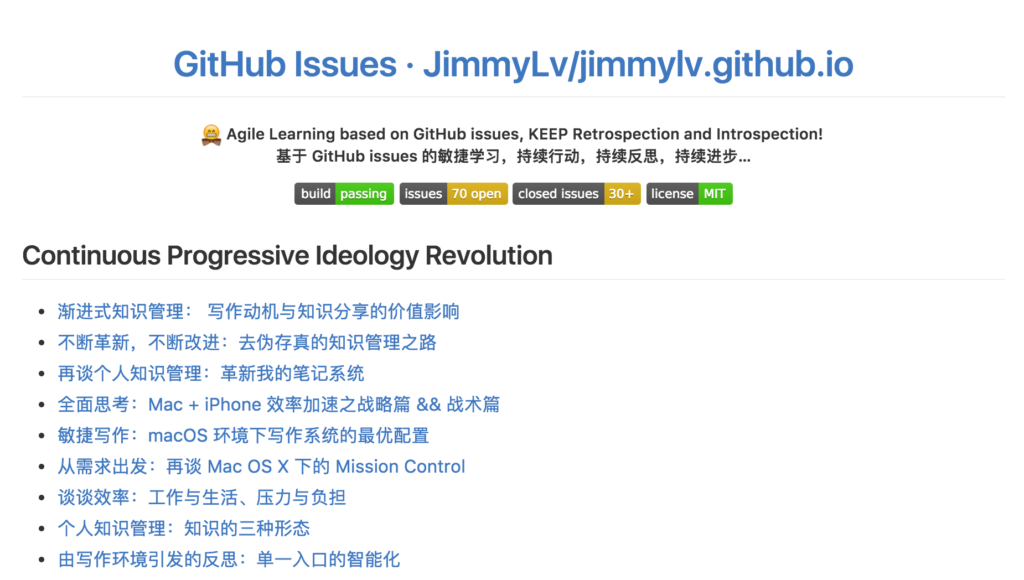 GitHub Issues · JimmyLv/jimmylv.github.io
Agile Learning based on GitHub issues, KEEP Retrospection and Introspection!
基于 GitHub issues 的敏捷学习，持续行动，持续反思，持续进步...
build passing issues 70 open closed issues 30+ license MIT
Continuous Progressive Ideology Revolution
渐进式知识管理： 写作动机与知识分享的价值影响
不断革新，不断改进：去伪存真的知识管理之路
再谈个人知识管理：革新我的笔记系统
全面思考：Mac + iPhone 效率加速之战略篇 && 战术篇
敏捷写作：macOS 环境下写作系统的最优配置
从需求出发：再谈 Mac OS X 下的 Mission Control
谈谈效率：工作与生活、压力与负担
个人知识管理：知识的三种形态
由写作环境引发的反思：单一入口的智能化